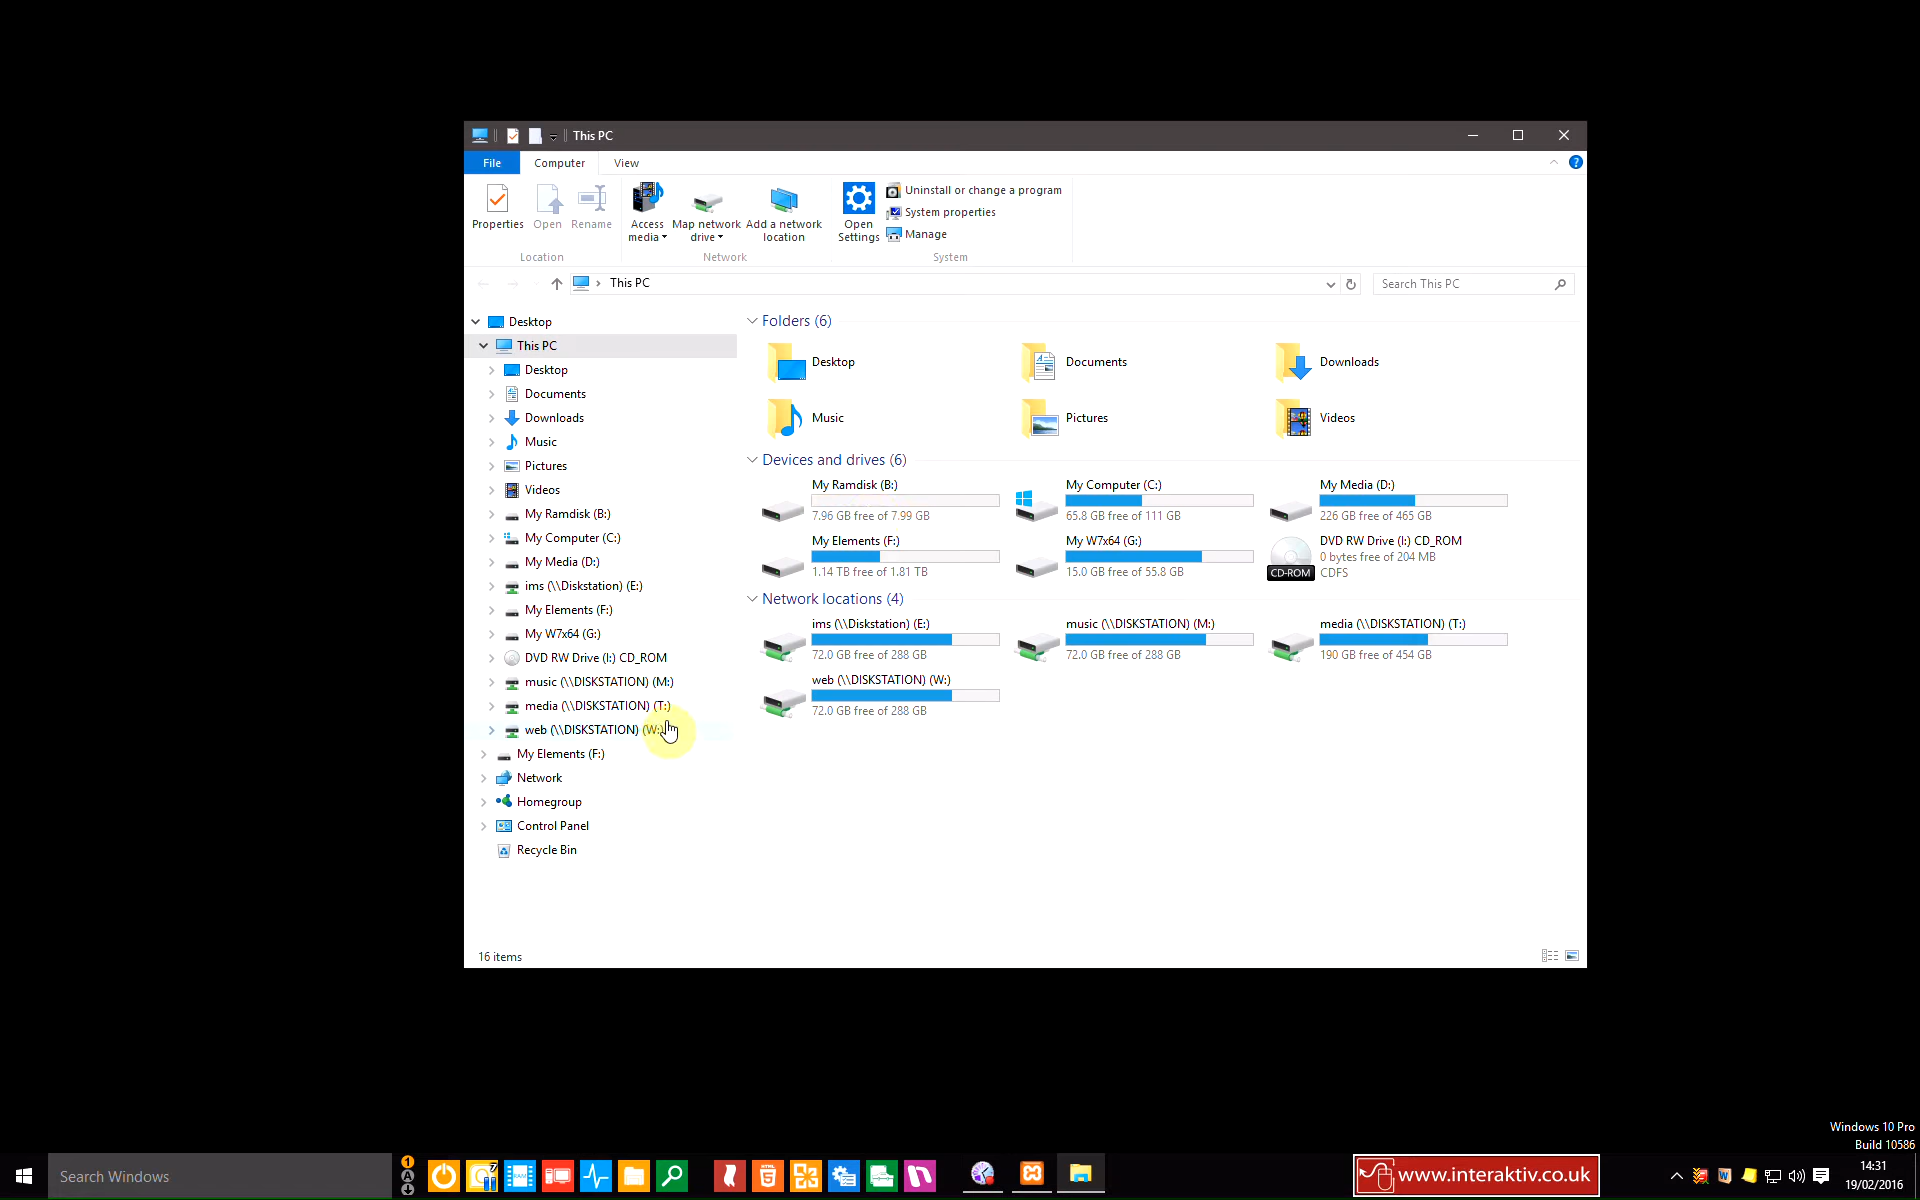 This PC
File Computer View
Properties Open Rename
Access media
Map network drive
Add a network location
Open Settings
Uninstall or change a program
System properties
Manage
Location Network System
This PC
Search This PC
Desktop
This PC
Desktop
Documents
Downloads
Music
Pictures
Videos
My Ramdisk (B:)
My Computer (C:)
My Media (D:)
ims (\\Diskstation) (E:)
My Elements (F:)
My W7x64 (G:)
DVD RW Drive (I:) CD_ROM
music (\\DISKSTATION) (M:)
media (\\DISKSTATION) (T:)
web (\\DISKSTATION) (W:)
My Elements (F:)
Network
Homegroup
Control Panel
Recycle Bin
Folders (6)
Desktop Documents Downloads
Music Pictures Videos
Devices and drives (6)
My Ramdisk (B:)
7.96 GB free of 7.99 GB
My Computer (C:)
65.8 GB free of 111 GB
My Media (D:)
226 GB free of 465 GB
My Elements (F:)
1.14 TB free of 1.81 TB
My W7x64 (G:)
15.0 GB free of 55.8 GB
CD-ROM
DVD RW Drive (I:) CD_ROM
0 bytes free of 204 MB
CDFS
Network locations (4)
ims (\\Diskstation) (E:)
72.0 GB free of 288 GB
music (\\DISKSTATION) (M:)
72.0 GB free of 288 GB
media (\\DISKSTATION) (T:)
190 GB free of 454 GB
web (\\DISKSTATION) (W:)
72.0 GB free of 288 GB
16 items
Windows 10 Pro
Build 10586
Search Windows
www.interaktiv.co.uk
14:31
19/02/2016